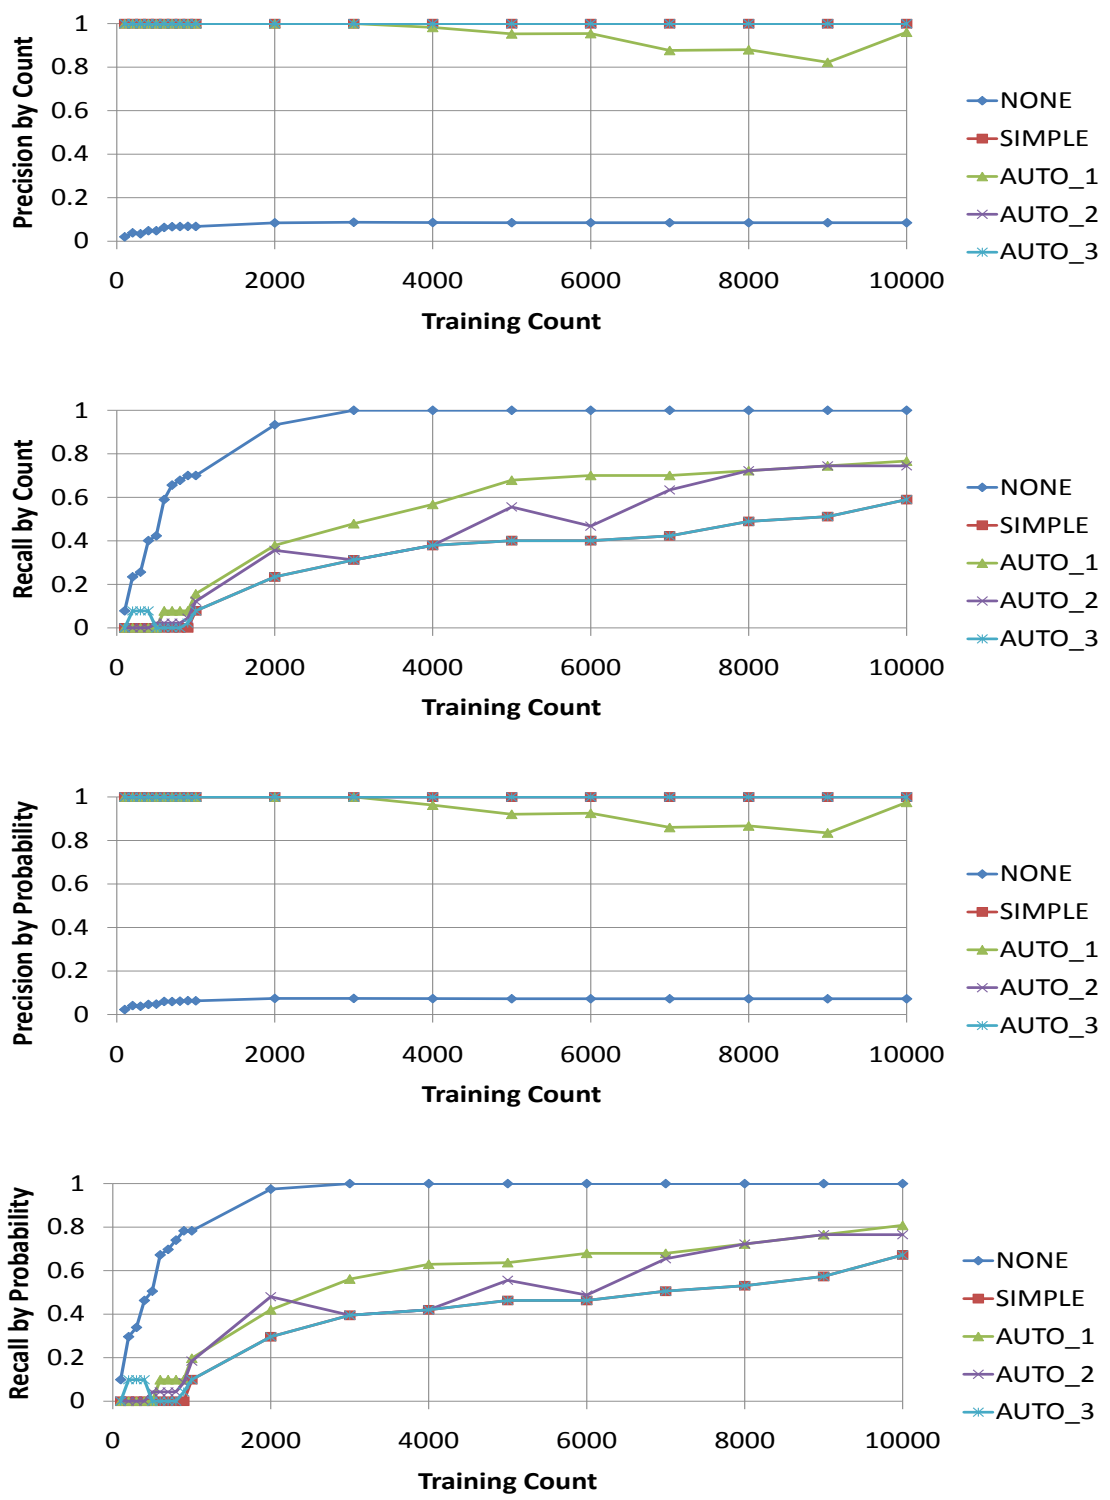 Precision by Count
1
0.8
0.6
0.4
0.2
0
0 2000 4000 6000 8000 10000
Training Count
NONE
SIMPLE
AUTO_1
AUTO_2
AUTO_3
Recall by Count
1
0.8
0.6
0.4
0.2
0
0 2000 4000 6000 8000 10000
Training Count
NONE
SIMPLE
AUTO_1
AUTO_2
AUTO_3
Precision by Probability
1
0.8
0.6
0.4
0.2
0
0 2000 4000 6000 8000 10000
Training Count
NONE
SIMPLE
AUTO_1
AUTO_2
AUTO_3
Recall by Probability
1
0.8
0.6
0.4
0.2
0
0 2000 4000 6000 8000 10000
Training Count
NONE
SIMPLE
AUTO_1
AUTO_2
AUTO_3